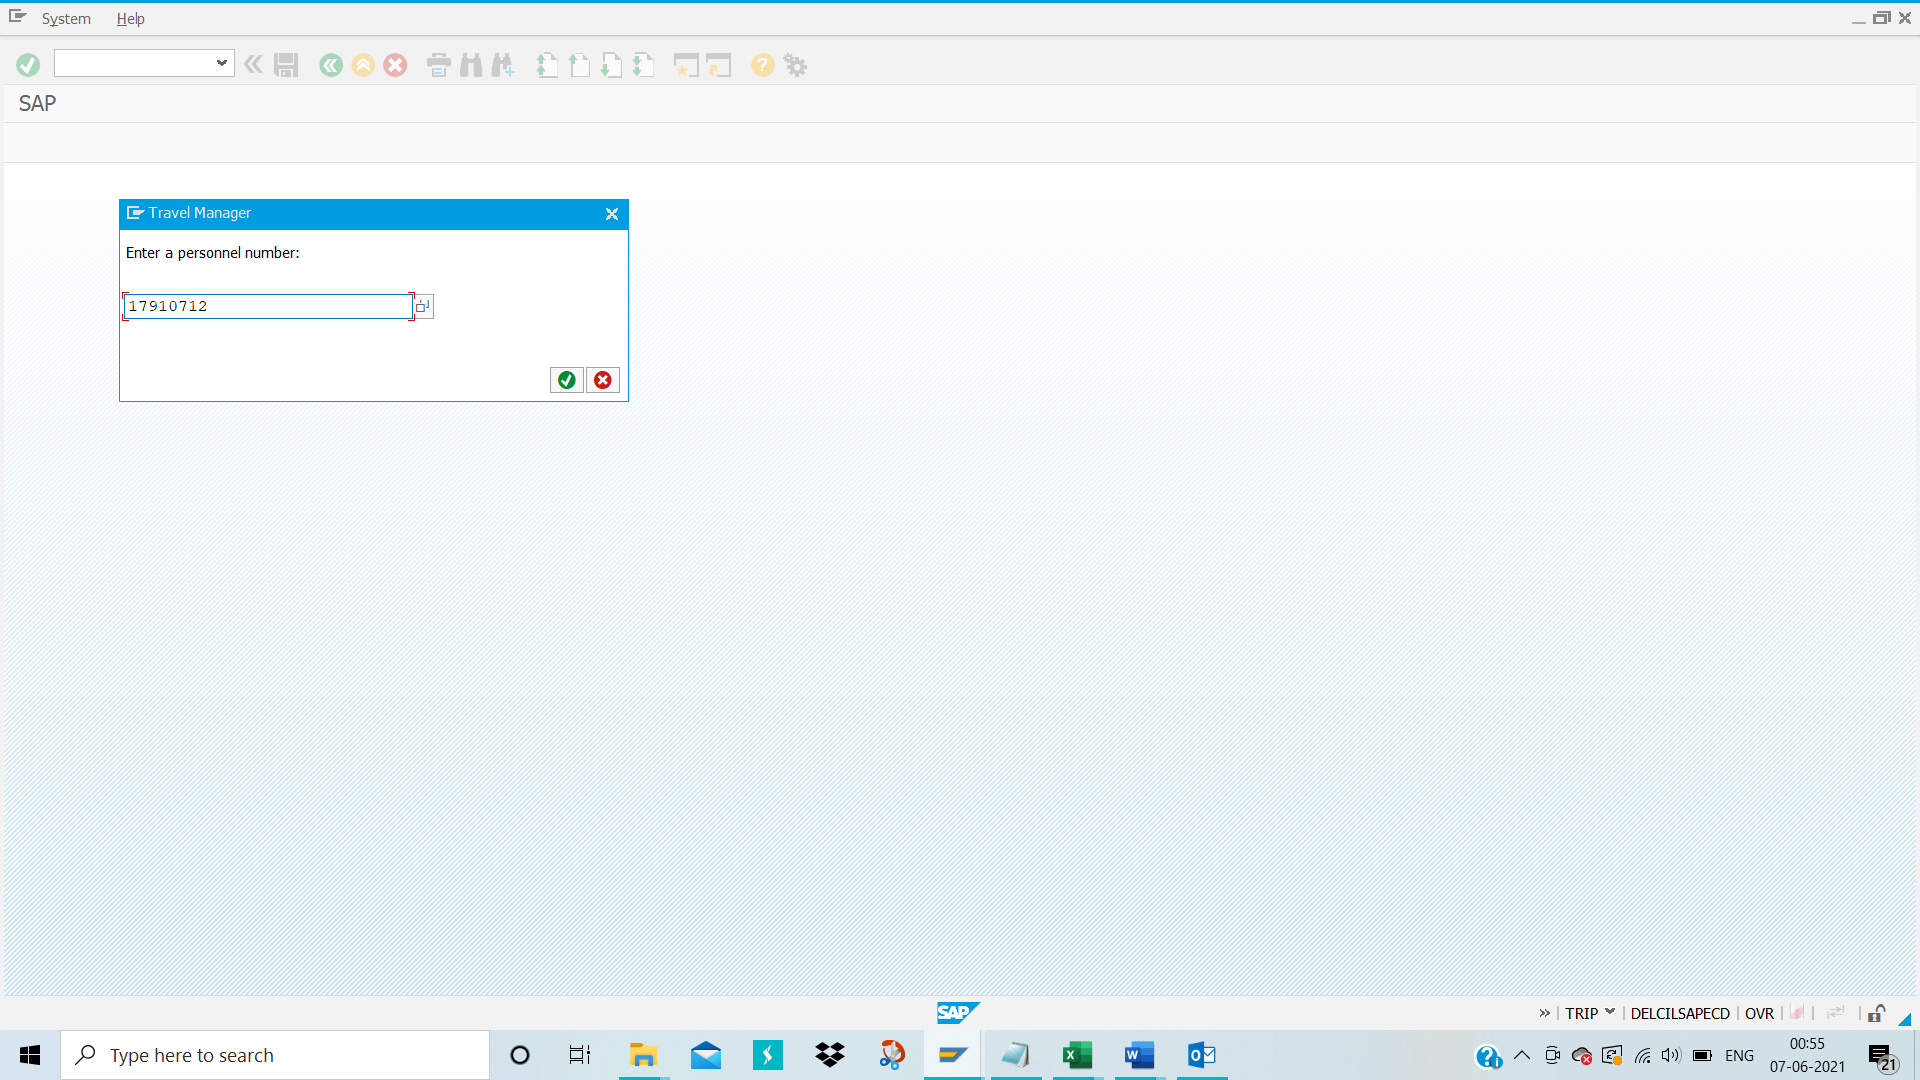 System Help
SAP
Travel Manager
Enter a personnel number:
17910712
SAP
TRIP DELCILSAPECD OVR
Type here to search
ENG
00:55
07-06-2021
21